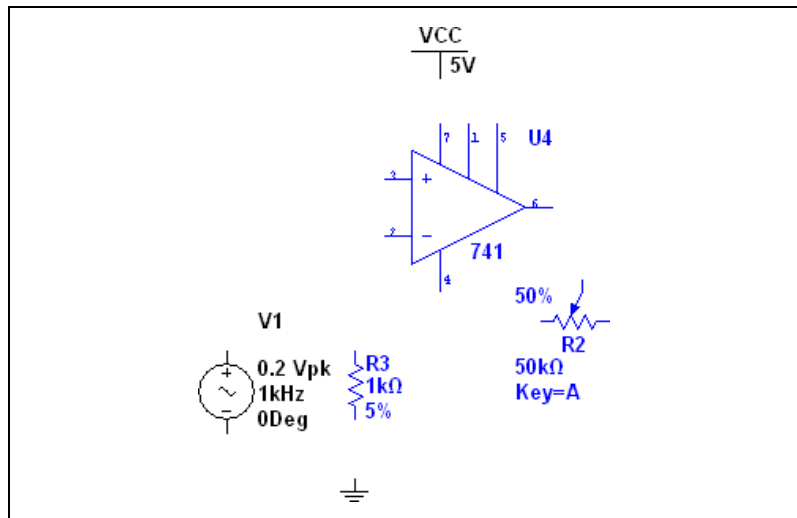 VCC
5V
7 1 5
U4
3 +
6
2 −
741
4
50%
R2
50kΩ
Key=A
V1
+
0.2 Vpk
1kHz
−
0Deg
R3
1kΩ
5%